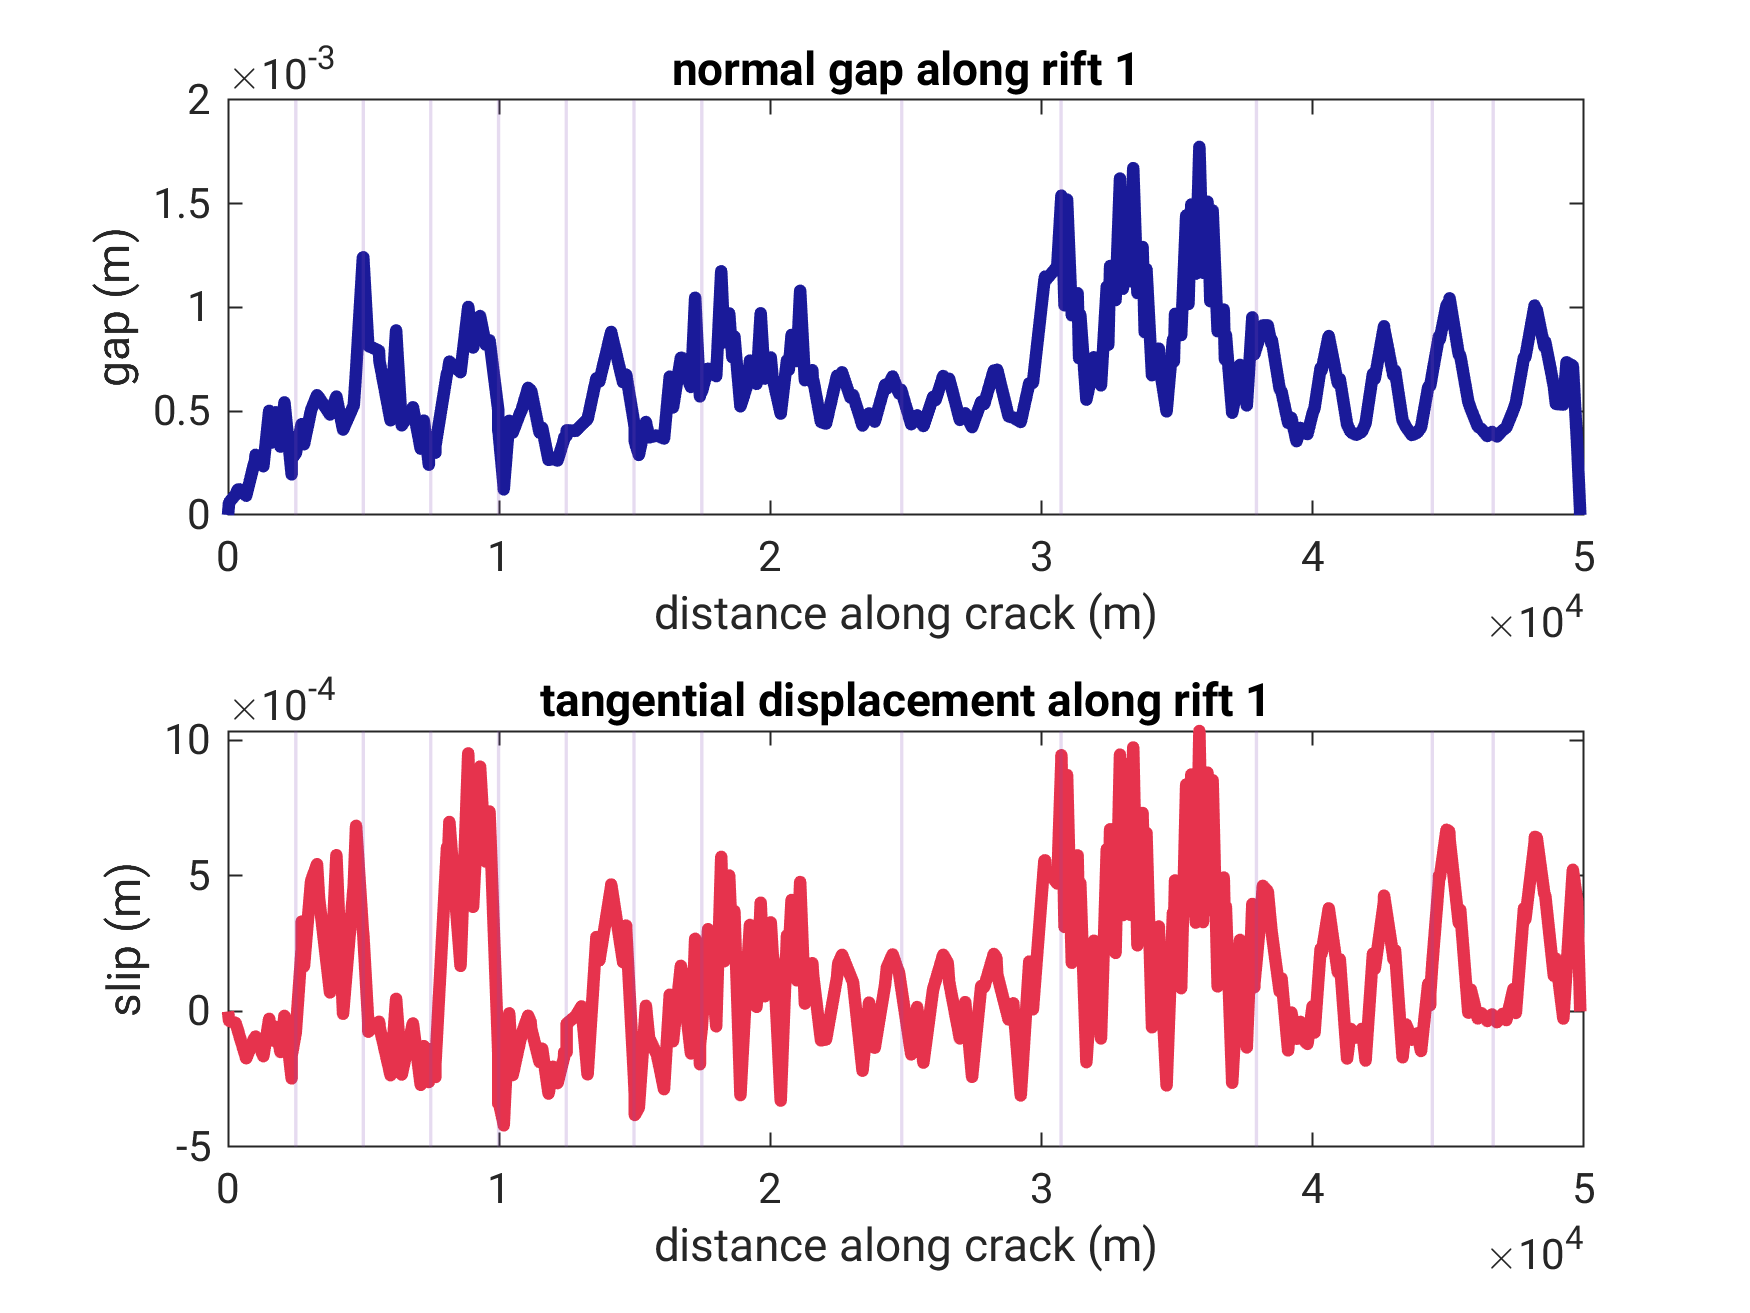 ×10-3
normal gap along rift 1
2
1.5
1
0.5
0
gap (m)
0 1 2 3 4 5
distance along crack (m)
×104
×10-4
tangential displacement along rift 1
10
5
0
-5
slip (m)
0 1 2 3 4 5
distance along crack (m)
×104